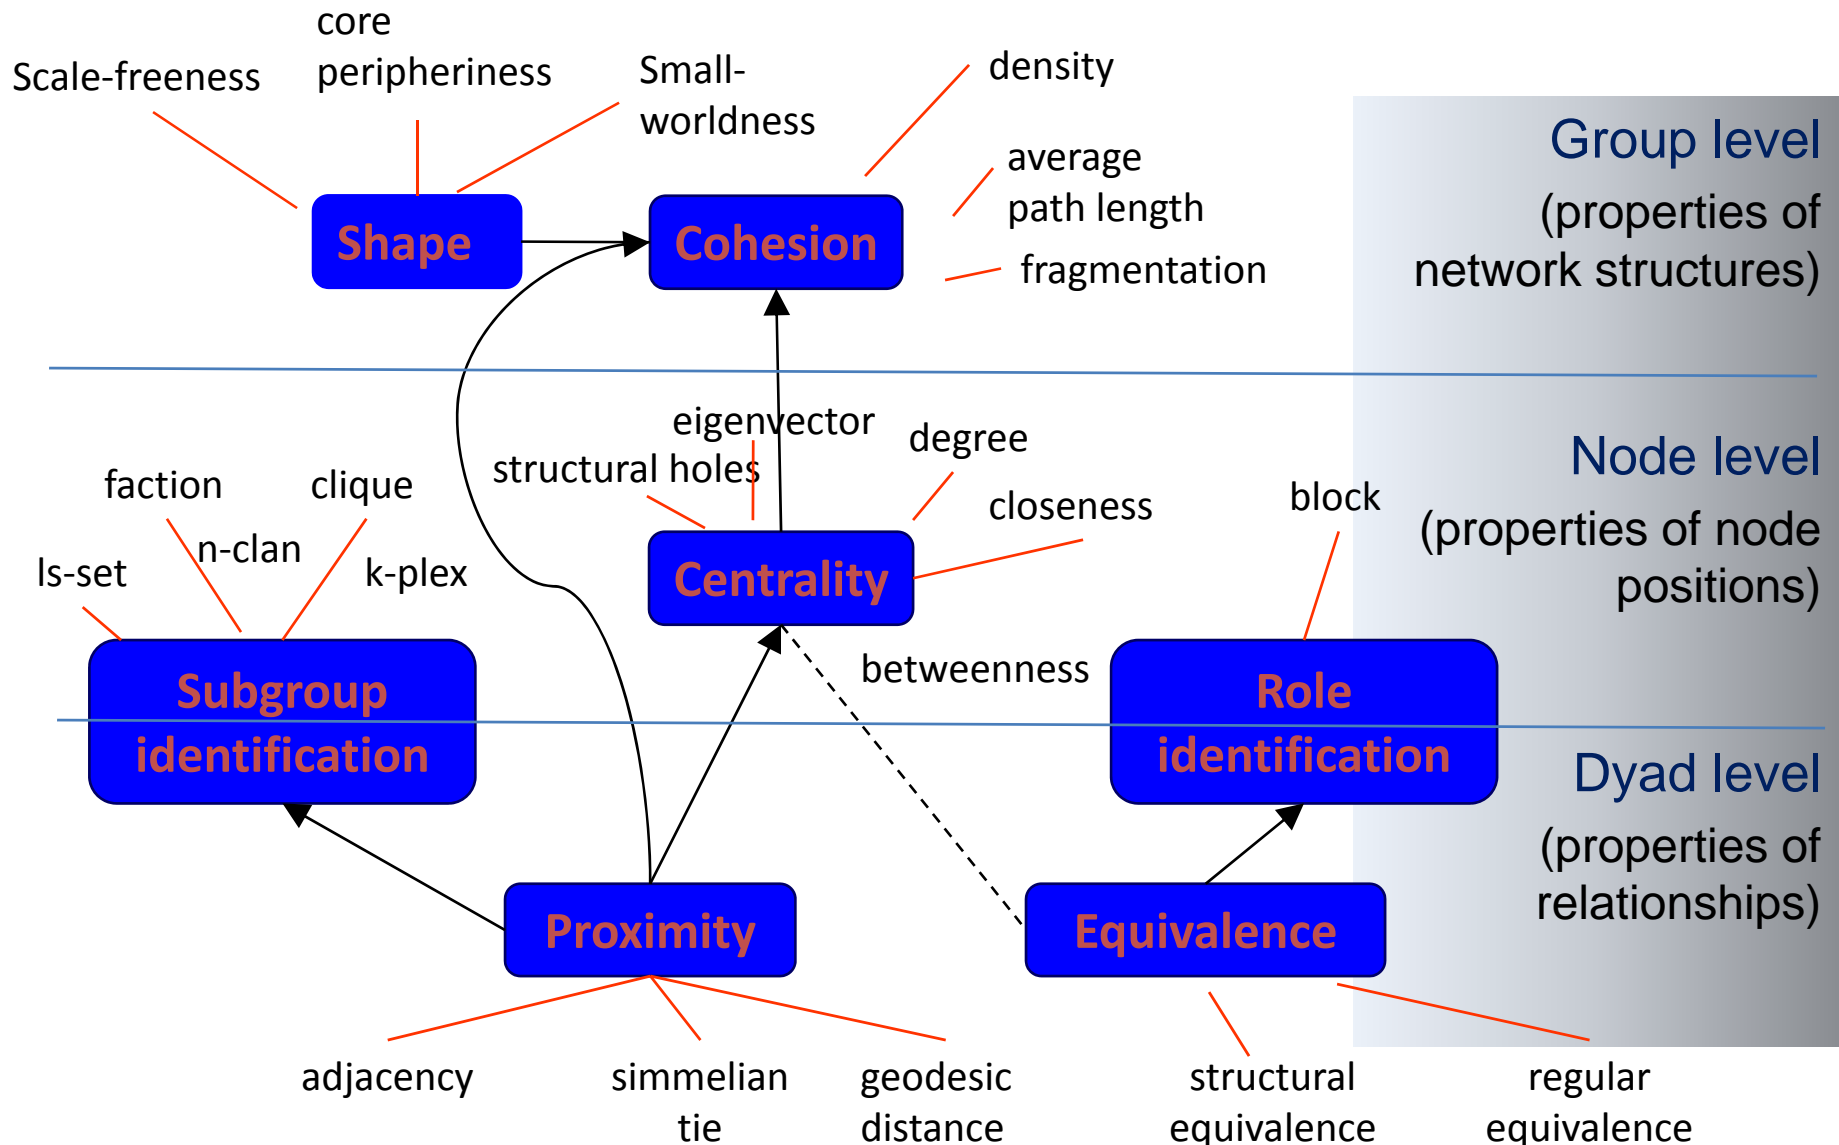 core
peripheriness
Scale-freeness
Small-
worldness
density
average
path length
fragmentation
Shape
Cohesion
Group level
(properties of
network structures)
eigenvector
degree
structural holes
closeness
faction
clique
n-clan
ls-set
k-plex
block
Centrality
Node level
(properties of node
positions)
betweenness
Subgroup
identification
Role
identification
Dyad level
(properties of
relationships)
Proximity
Equivalence
adjacency
simmelian
tie
geodesic
distance
structural
equivalence
regular
equivalence